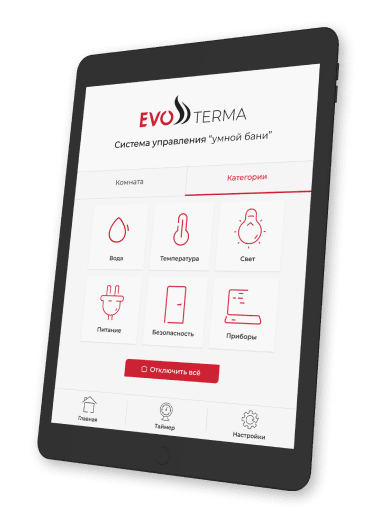 EVO TERMA
Система управления "умной бани"
Комната Категории
Вода Температура Свет
Питание Безопасность Приборы
Отключить всё
Главная Таймер Настройки